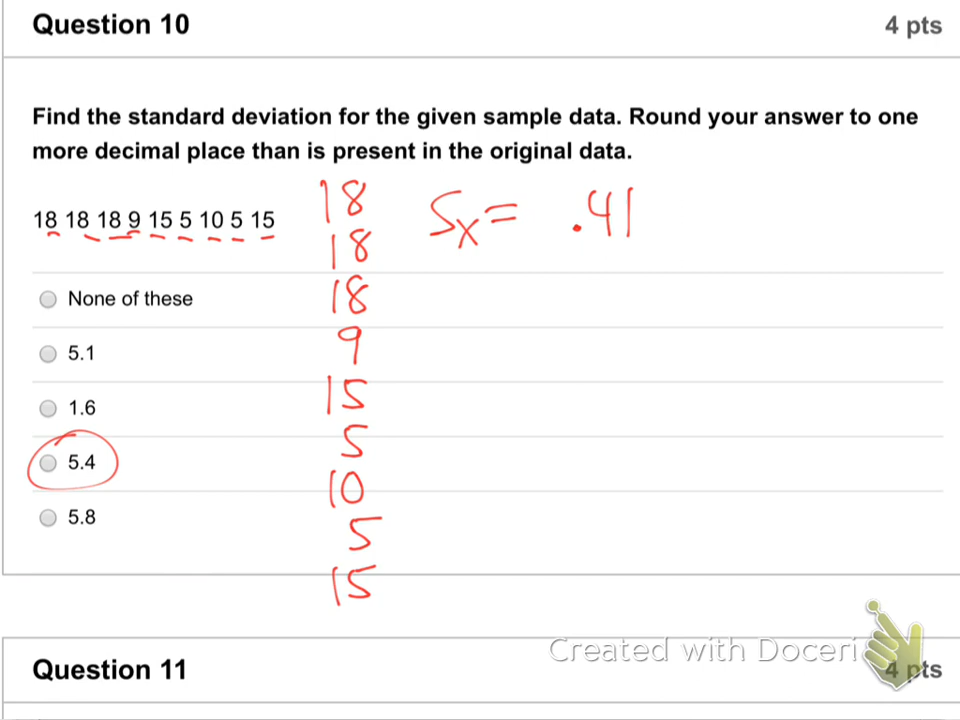 Question 10 4 pts
Find the standard deviation for the given sample data. Round your answer to one
more decimal place than is present in the original data.
18 18 18 9 15 5 10 5 15
None of these
5.1
1.6
5.4
5.8
18
18
18
9
15
5
10
5
15
Sx = .41
Created with Doceri
Question 11 4 pts